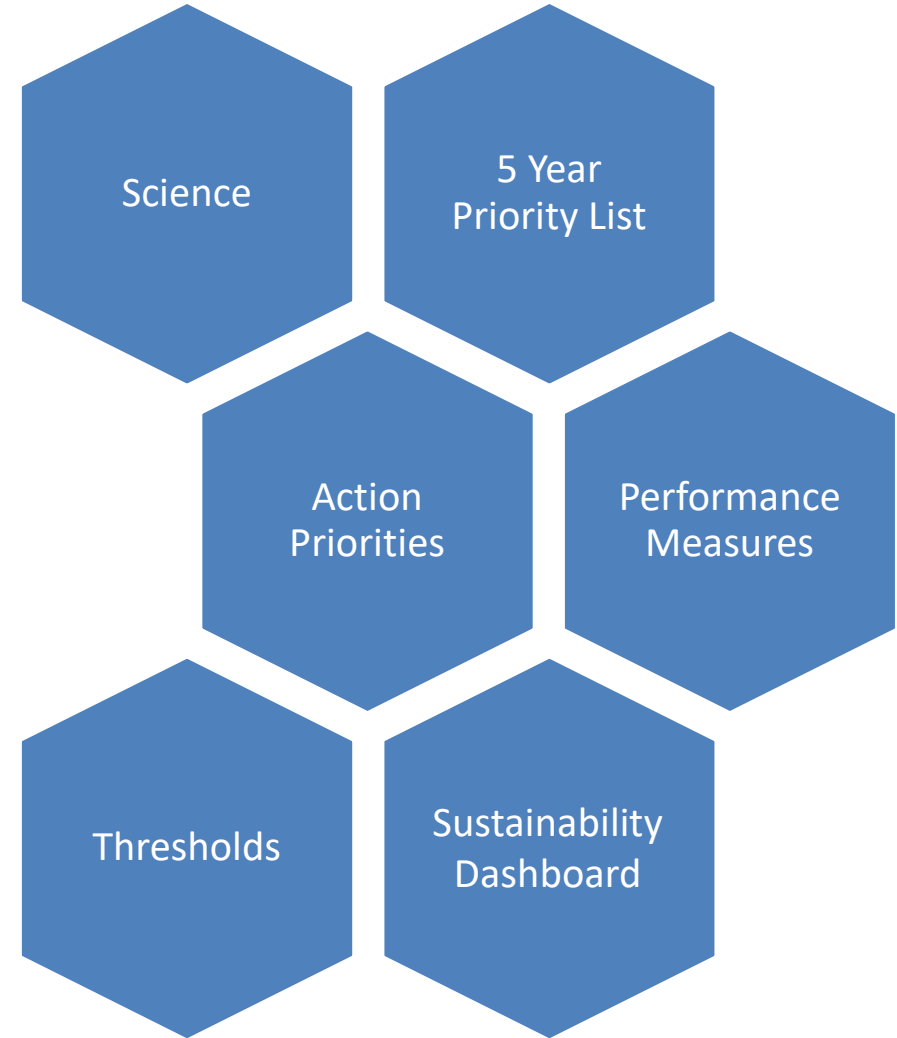 Science
5 Year
Priority List
Action
Priorities
Performance
Measures
Thresholds
Sustainability
Dashboard